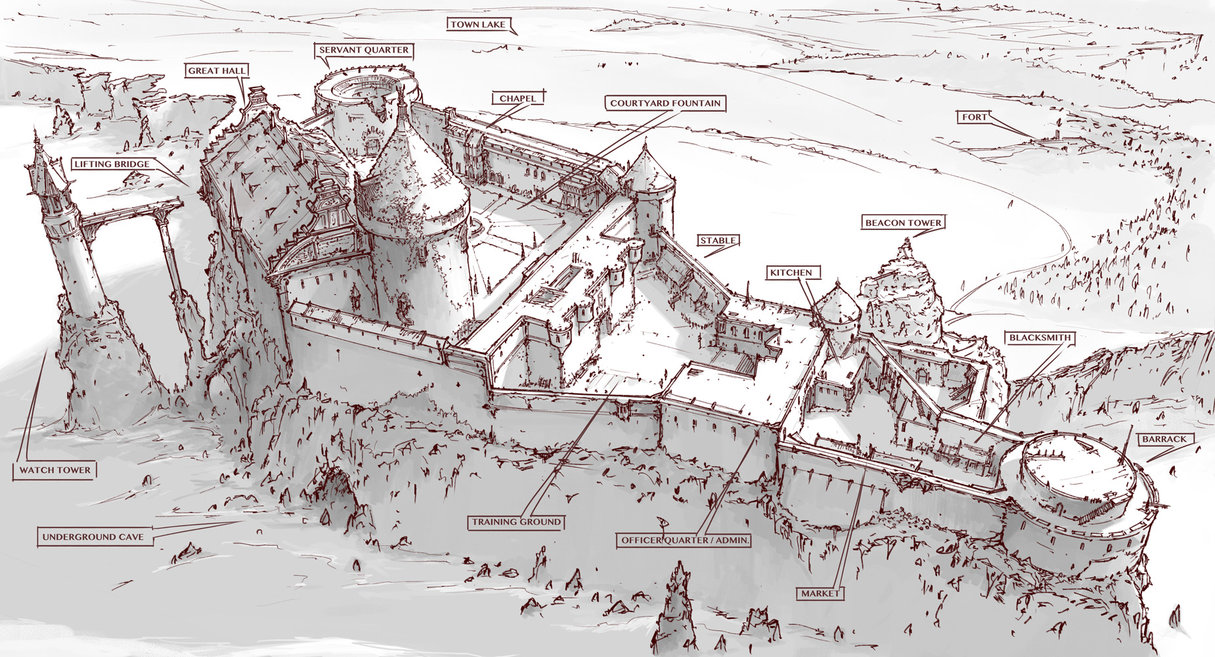 TOWN LAKE
SERVANT QUARTER
GREAT HALL
CHAPEL
COURTYARD FOUNTAIN
FORT
LIFTING BRIDGE
BEACON TOWER
STABLE
KITCHEN
BLACKSMITH
BARRACK
WATCH TOWER
TRAINING GROUND
UNDERGROUND CAVE
OFFICER QUARTER / ADMIN.
MARKET